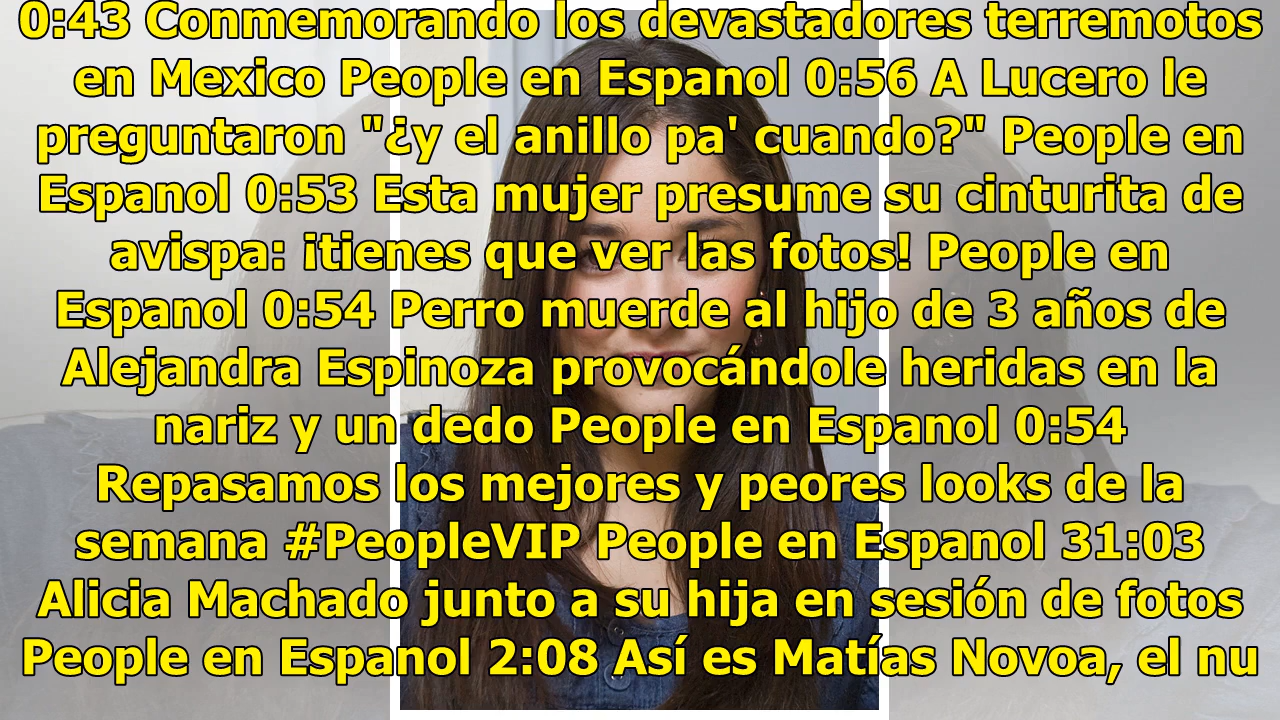 0:43 Conmemorando los devastadores terremotos
en Mexico People en Espanol 0:56 A Lucero le
preguntaron "¿y el anillo pa' cuando?" People en
Espanol 0:53 Esta mujer presume su cinturita de
avispa: ¡tienes que ver las fotos! People en
Espanol 0:54 Perro muerde al hijo de 3 años de
Alejandra Espinoza provocándole heridas en la
nariz y un dedo People en Espanol 0:54
Repasamos los mejores y peores looks de la
semana #PeopleVIP People en Espanol 31:03
Alicia Machado junto a su hija en sesión de fotos
People en Espanol 2:08 Así es Matías Novoa, el nu